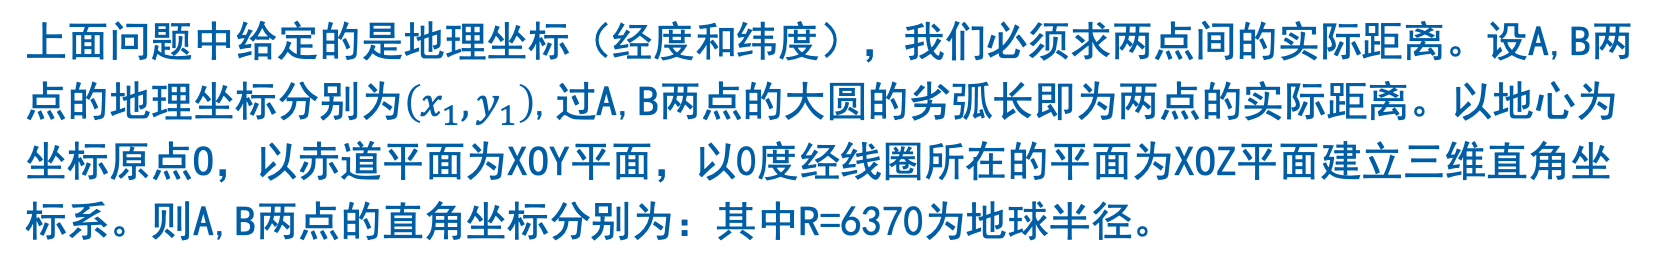 上面问题中给定的是地理坐标（经度和纬度），我们必须求两点间的实际距离。设A,B两
点的地理坐标分别为(x₁,y₁),过A,B两点的大圆的劣弧长即为两点的实际距离。以地心为
坐标原点O，以赤道平面为XOY平面，以0度经线圈所在的平面为XOZ平面建立三维直角坐
标系。则A,B两点的直角坐标分别为：其中R=6370为地球半径。